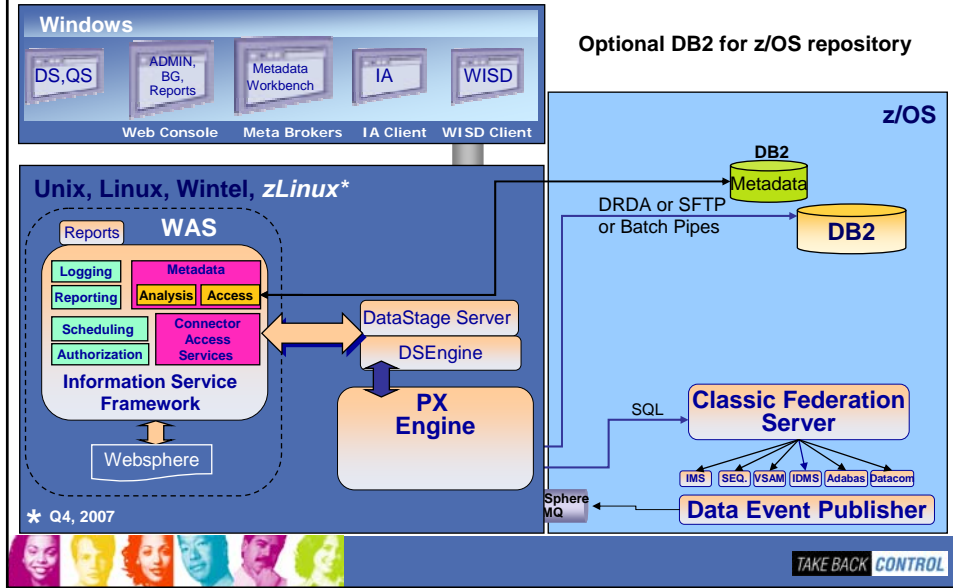 Windows
Optional DB2 for z/OS repository
DS,QS
ADMIN,
BG,
Reports
Metadata
Workbench
IA
WISD
Web Console
Meta Brokers
IA Client
WISD Client
z/OS
Unix, Linux, Wintel, zLinux*
DB2
Metadata
DRDA or SFTP
or Batch Pipes
DB2
Reports
WAS
Logging
Reporting
Metadata
Analysis
Access
Scheduling
Authorization
Connector
Access
Services
Information Service
Framework
Websphere
DataStage Server
DSEngine
PX
Engine
SQL
Classic Federation
Server
IMS
SEQ.
VSAM
IDMS
Adabas
Datacom
Sphere
MQ
Data Event Publisher
* Q4, 2007
TAKE BACK CONTROL